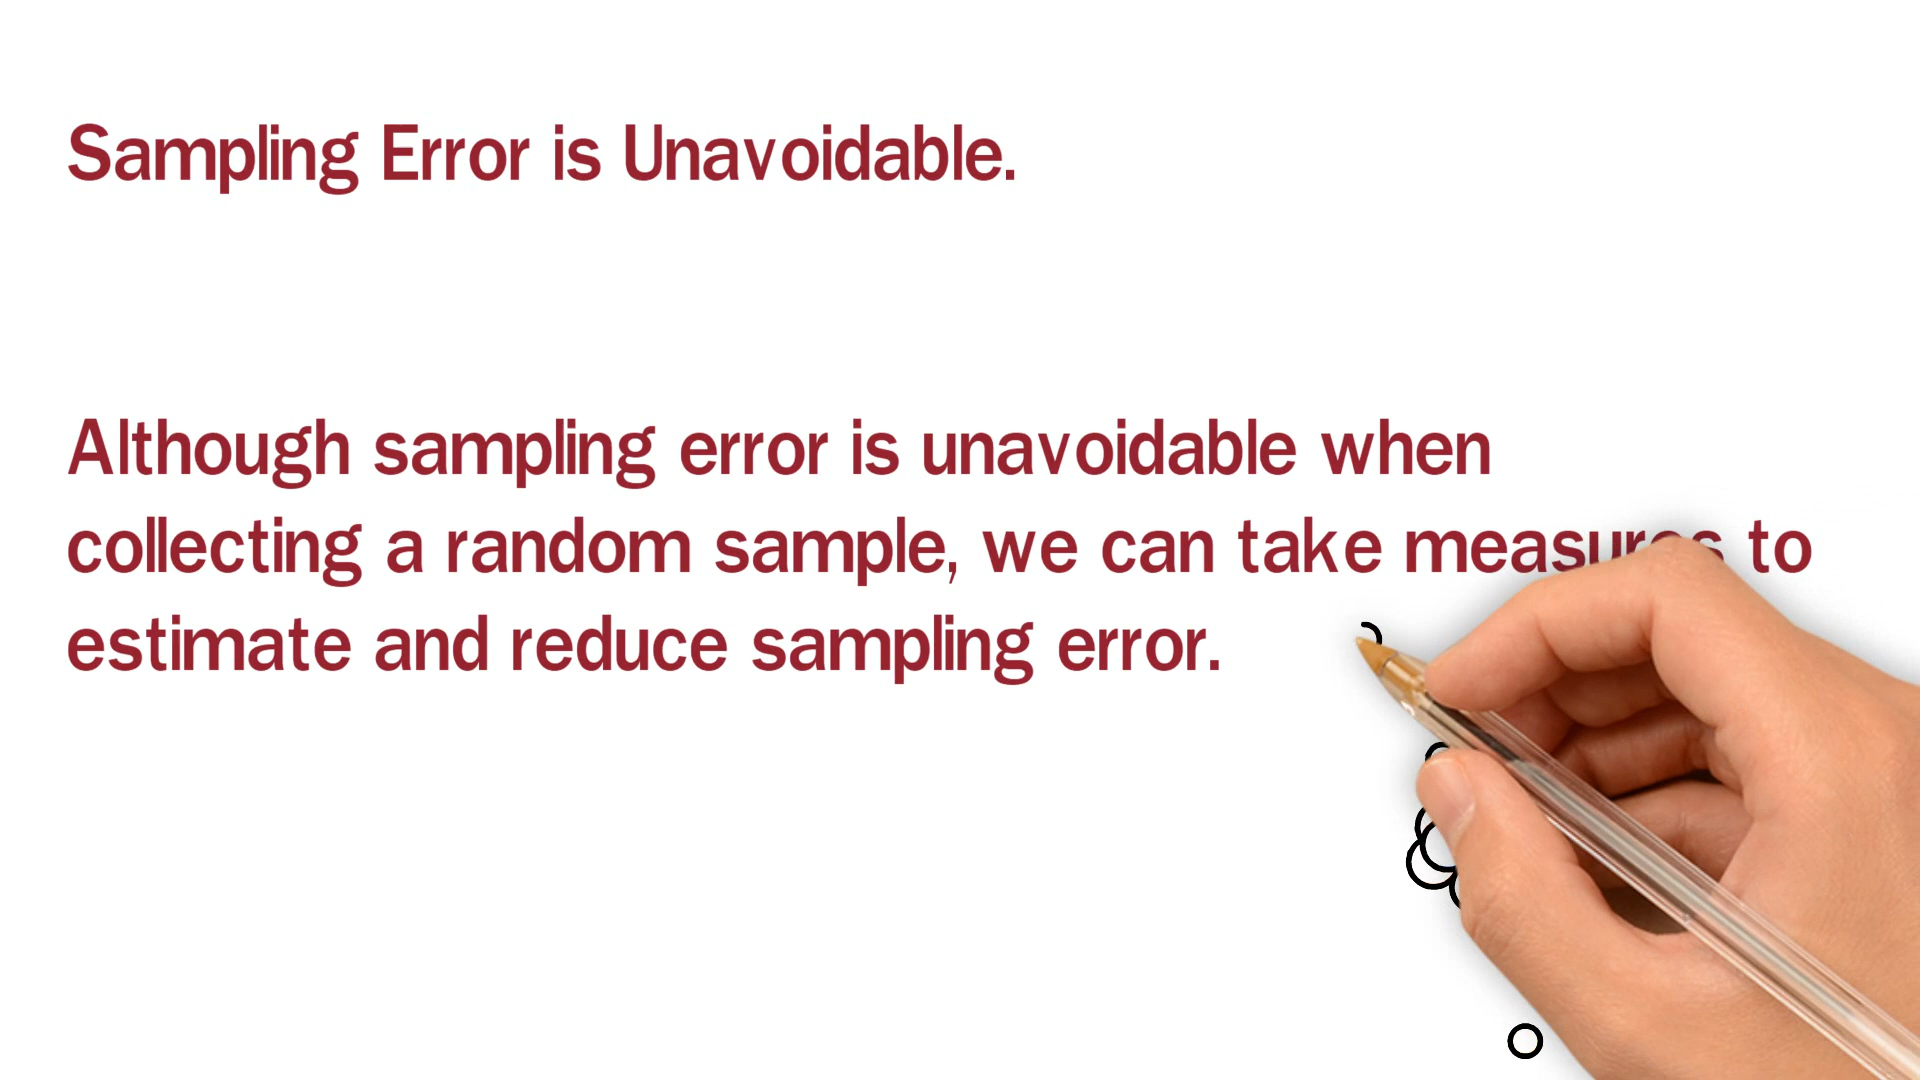 Sampling Error is Unavoidable.
Although sampling error is unavoidable when
collecting a random sample, we can take measures to
estimate and reduce sampling error.